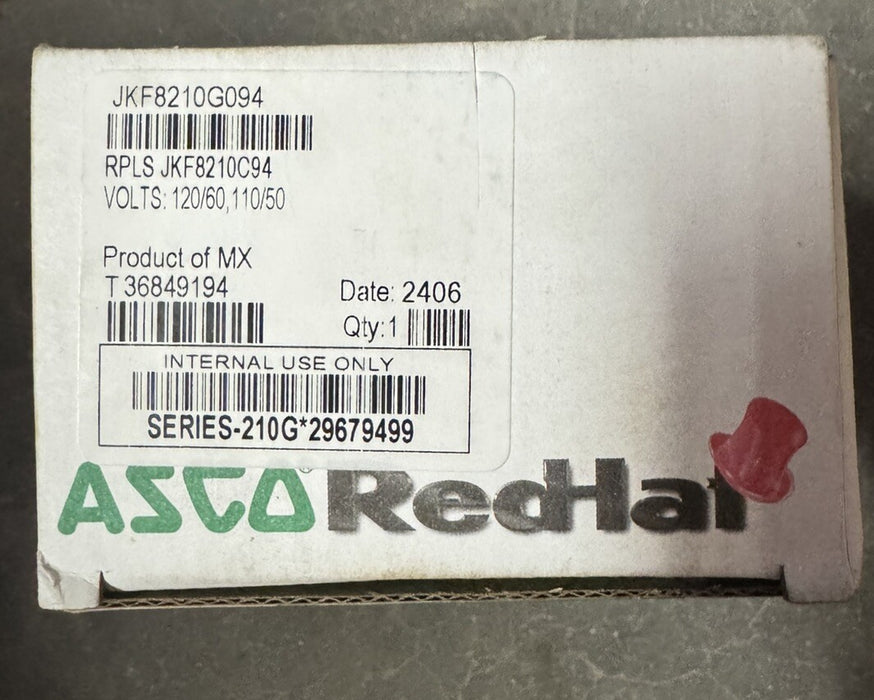 JKF8210G094
RPLS JKF8210C94
VOLTS: 120/60,110/50
Product of MX
T 36849194
Date: 2406
Qty:1
INTERNAL USE ONLY
SERIES-210G*29679499
ASCO RedHat